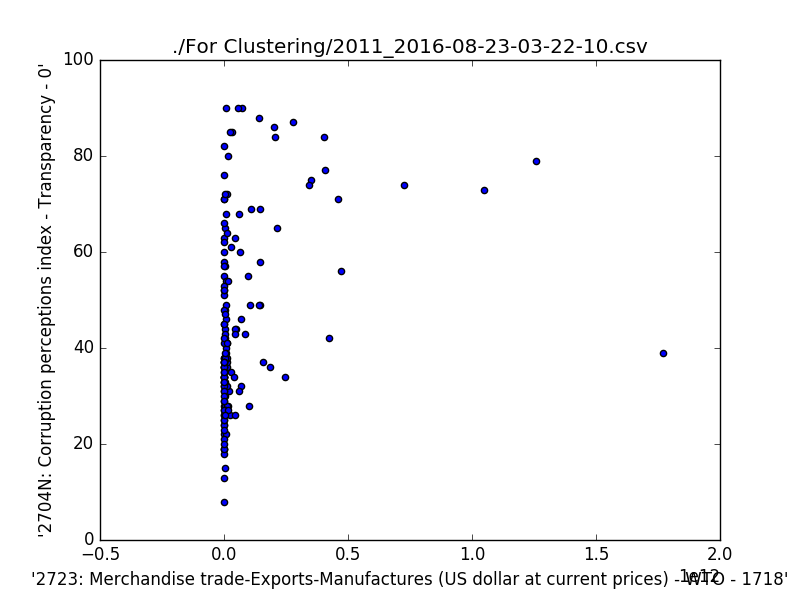 ./For Clustering/2011_2016-08-23-03-22-10.csv
'2704N: Corruption perceptions index - Transparency - 0'
100
80
60
40
20
0
−0.5 0.0 0.5 1.0 1.5 2.0
1e12
'2723: Merchandise trade-Exports-Manufactures (US dollar at current prices) - WTO - 1718'